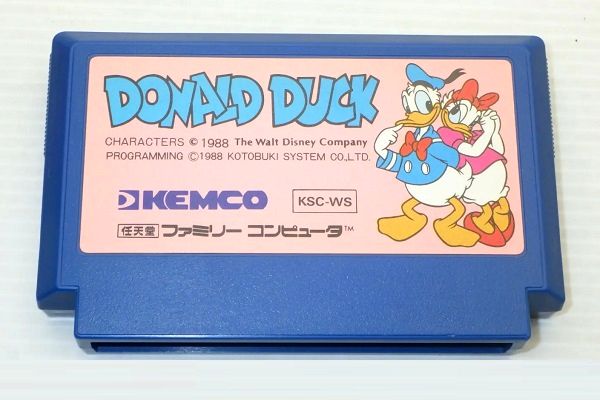 DONALD DUCK
CHARACTERS © 1988 The Walt Disney Company
PROGRAMMING ©1988 KOTOBUKI SYSTEM CO.,LTD.
KEMCO KSC-WS
任天堂 ファミリー コンピュータ™